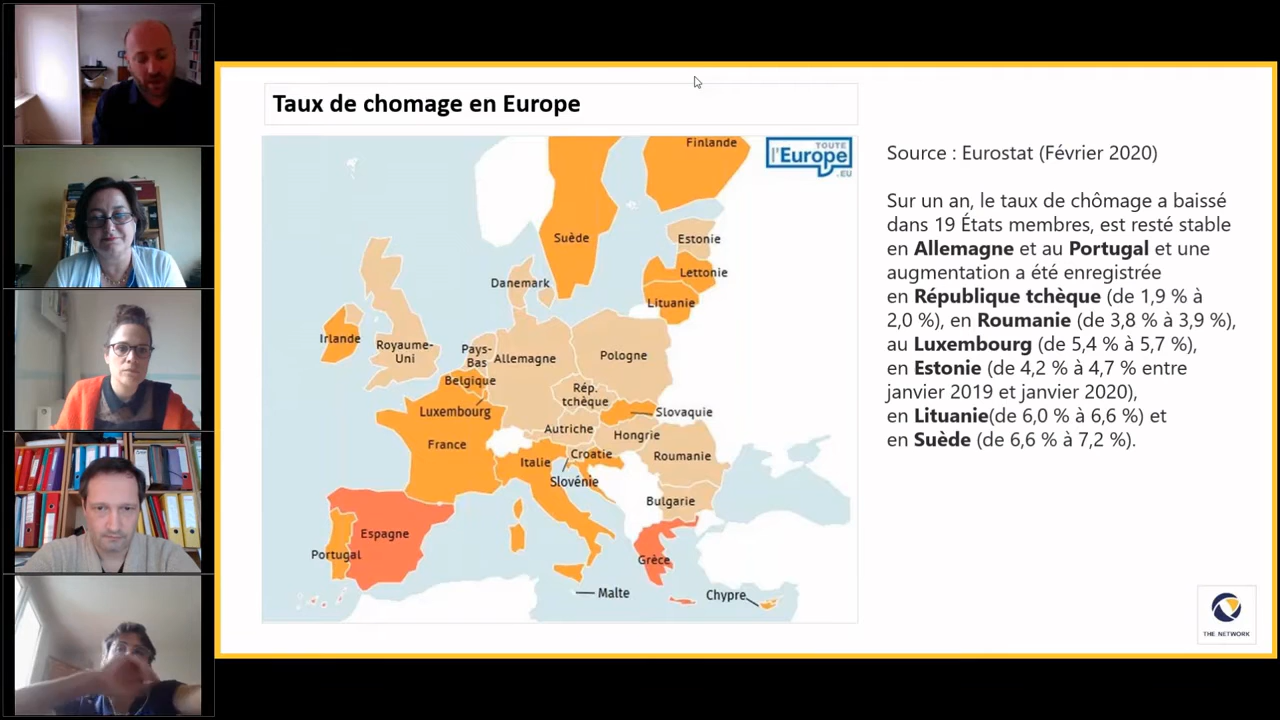 Taux de chomage en Europe
TOUTE
l'Europe
.EU
Finlande
Suède
Estonie
Lettonie
Danemark
Lituanie
Irlande
Royaume-
Uni
Pays-
Bas
Allemagne
Pologne
Belgique
Rép.
tchèque
Luxembourg
Slovaquie
Autriche
Hongrie
France
Italie
Croatie
Roumanie
Slovénie
Bulgarie
Espagne
Portugal
Grèce
Malte
Chypre
Source : Eurostat (Février 2020)
Sur un an, le taux de chômage a baissé
dans 19 États membres, est resté stable
en Allemagne et au Portugal et une
augmentation a été enregistrée
en République tchèque (de 1,9 % à
2,0 %), en Roumanie (de 3,8 % à 3,9 %),
au Luxembourg (de 5,4 % à 5,7 %),
en Estonie (de 4,2 % à 4,7 % entre
janvier 2019 et janvier 2020),
en Lituanie(de 6,0 % à 6,6 %) et
en Suède (de 6,6 % à 7,2 %).
THE NETWORK